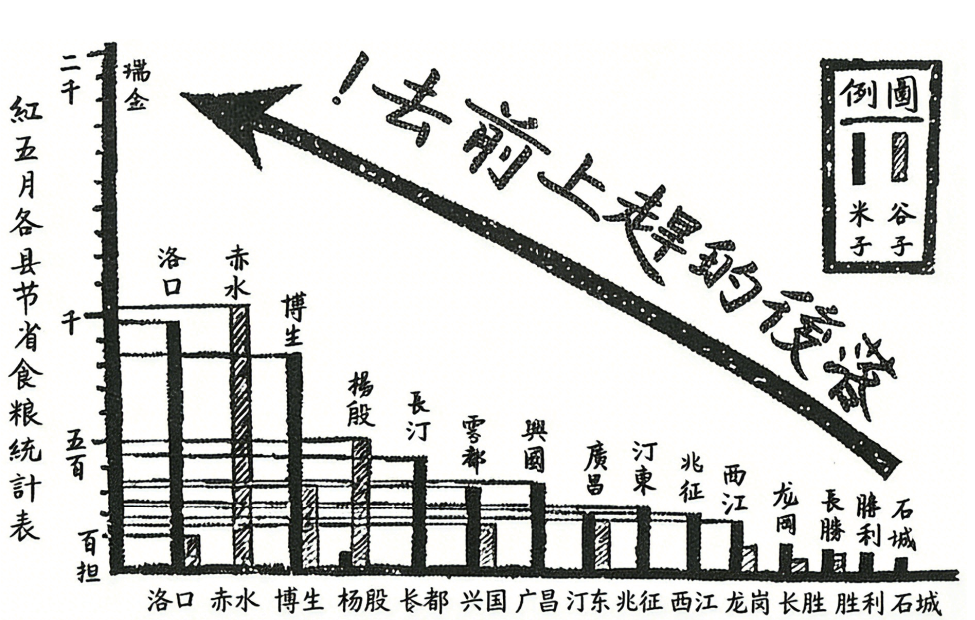 紅五月各县节省食粮統計表
二千
千
五百
百担
瑞金
！去前上趕的後落
例圖
米子
谷子
洛口
赤水
博生
楊殷
長汀
雩都
興國
廣昌
汀東
兆征
西江
龙岡
長勝
勝利
石城
洛口 赤水 博生 杨殷 长都 兴国 广昌 汀东 兆征 西江 龙岗 长胜 胜利 石城